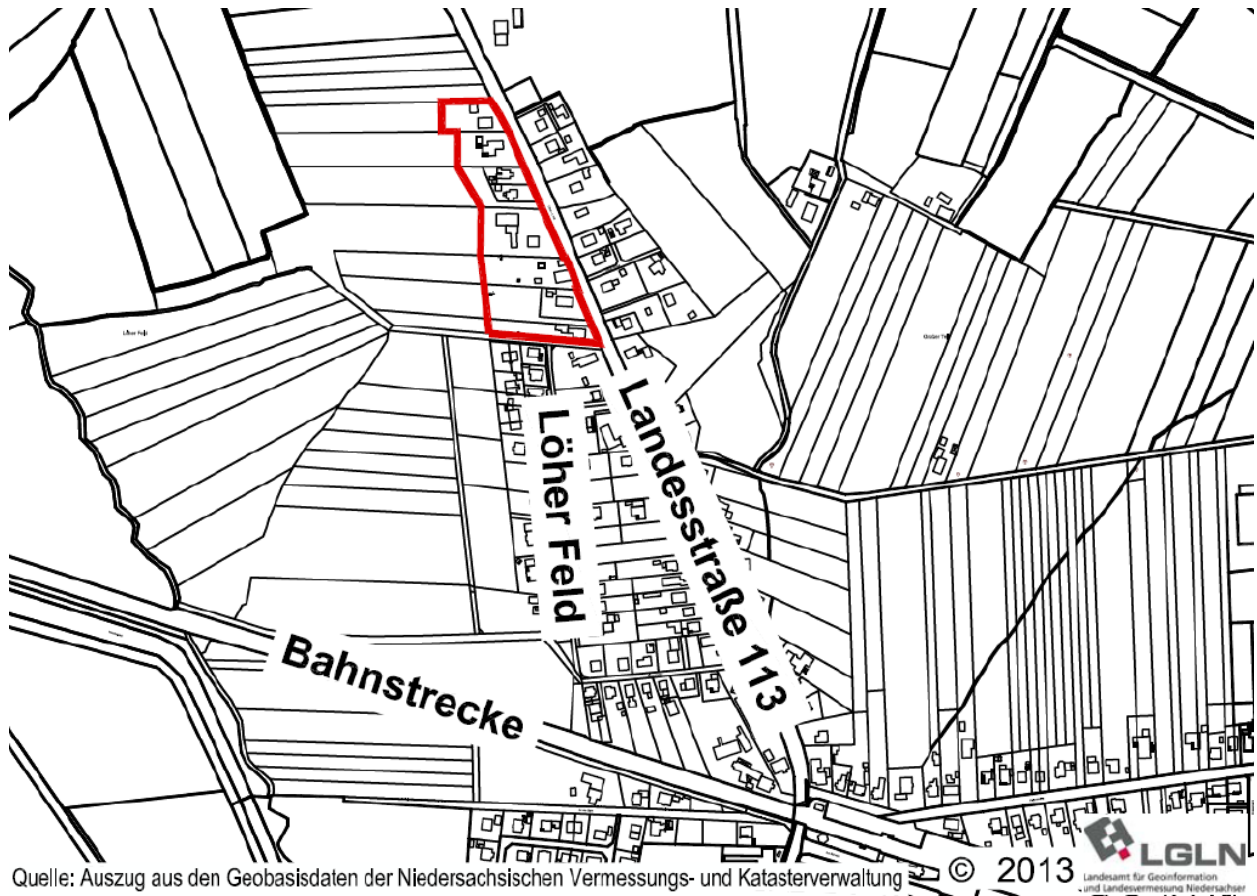 Landesstraße 113
Löher Feld
Bahnstrecke
© 2013
LGLN
Landesamt für Geoinformation
und Landesvermessung Niedersachsen
Quelle: Auszug aus den Geobasisdaten der Niedersachsischen Vermessungs- und Katasterverwaltung